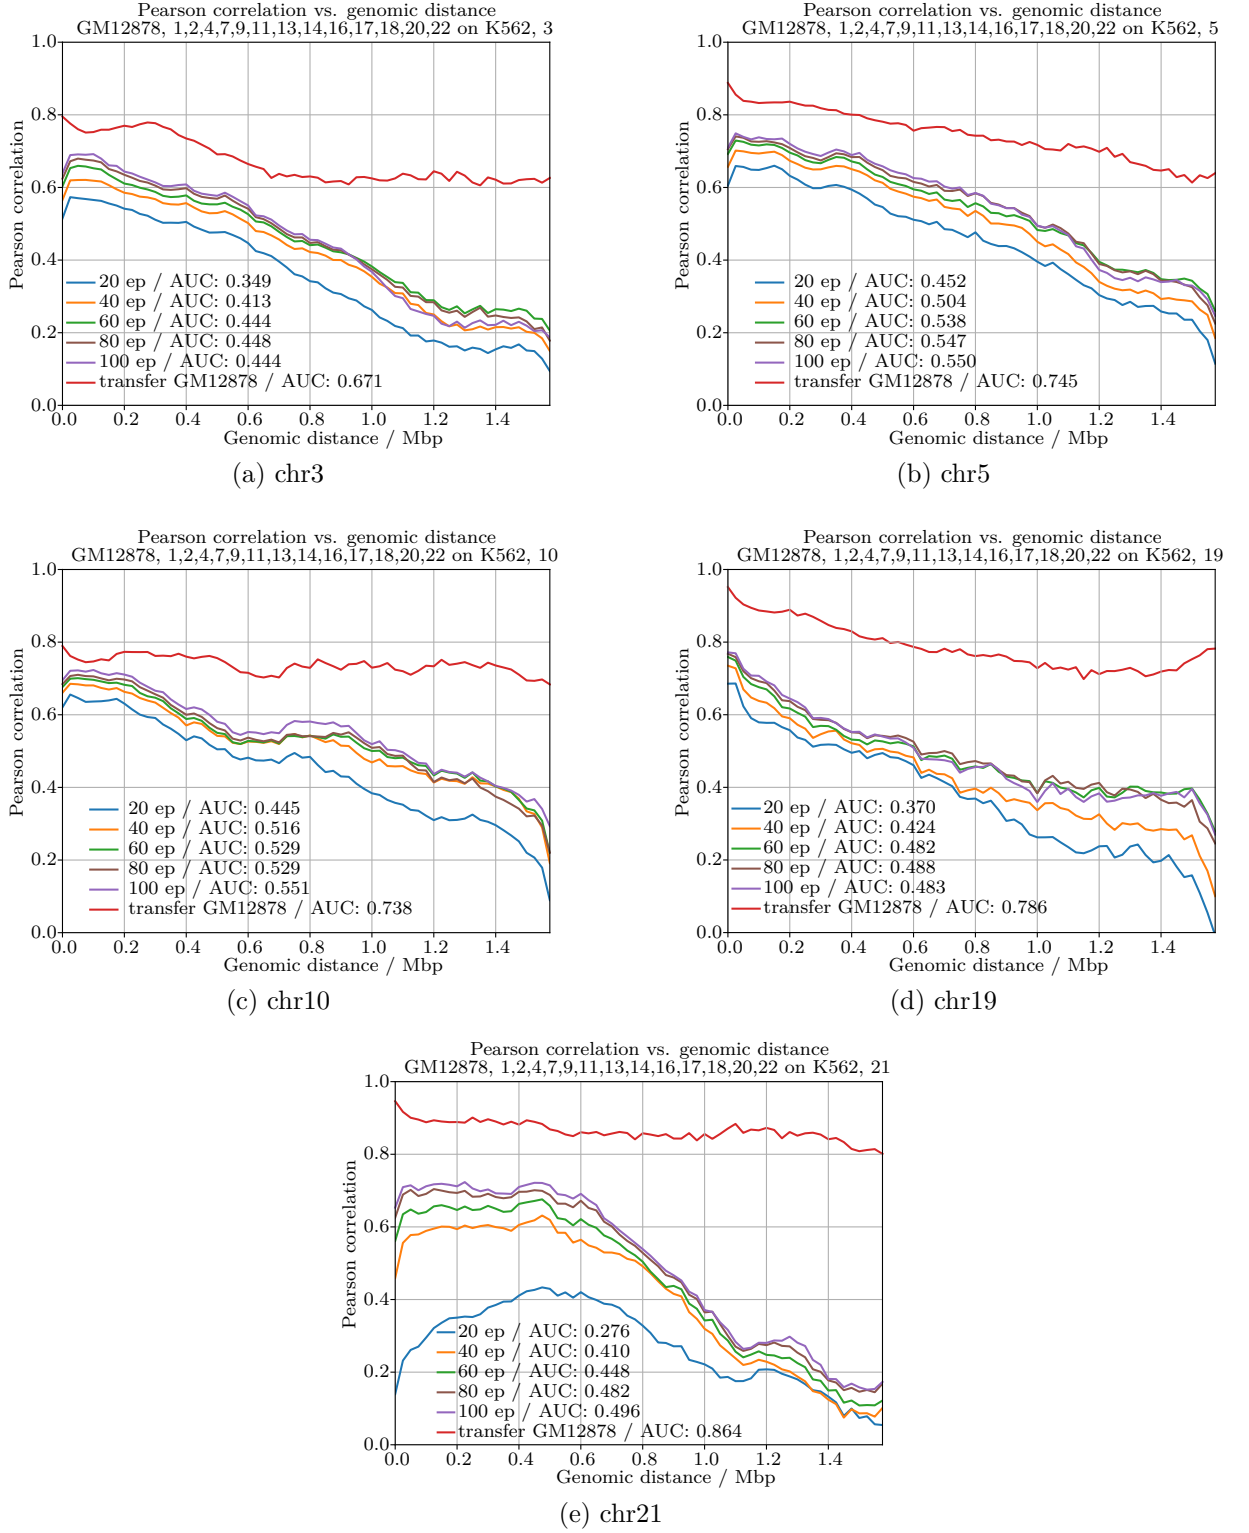 Pearson correlation vs. genomic distance
GM12878, 1,2,4,7,9,11,13,14,16,17,18,20,22 on K562, 3
1.0
0.8
0.6
0.4
0.2
0.0
Pearson correlation
20 ep / AUC: 0.349
40 ep / AUC: 0.413
60 ep / AUC: 0.444
80 ep / AUC: 0.448
100 ep / AUC: 0.444
transfer GM12878 / AUC: 0.671
0.0 0.2 0.4 0.6 0.8 1.0 1.2 1.4
Genomic distance / Mbp
(a) chr3
Pearson correlation vs. genomic distance
GM12878, 1,2,4,7,9,11,13,14,16,17,18,20,22 on K562, 5
1.0
0.8
0.6
0.4
0.2
0.0
Pearson correlation
20 ep / AUC: 0.452
40 ep / AUC: 0.504
60 ep / AUC: 0.538
80 ep / AUC: 0.547
100 ep / AUC: 0.550
transfer GM12878 / AUC: 0.745
0.0 0.2 0.4 0.6 0.8 1.0 1.2 1.4
Genomic distance / Mbp
(b) chr5
Pearson correlation vs. genomic distance
GM12878, 1,2,4,7,9,11,13,14,16,17,18,20,22 on K562, 10
1.0
0.8
0.6
0.4
0.2
0.0
Pearson correlation
20 ep / AUC: 0.445
40 ep / AUC: 0.516
60 ep / AUC: 0.529
80 ep / AUC: 0.529
100 ep / AUC: 0.551
transfer GM12878 / AUC: 0.738
0.0 0.2 0.4 0.6 0.8 1.0 1.2 1.4
Genomic distance / Mbp
(c) chr10
Pearson correlation vs. genomic distance
GM12878, 1,2,4,7,9,11,13,14,16,17,18,20,22 on K562, 19
1.0
0.8
0.6
0.4
0.2
0.0
Pearson correlation
20 ep / AUC: 0.370
40 ep / AUC: 0.424
60 ep / AUC: 0.482
80 ep / AUC: 0.488
100 ep / AUC: 0.483
transfer GM12878 / AUC: 0.786
0.0 0.2 0.4 0.6 0.8 1.0 1.2 1.4
Genomic distance / Mbp
(d) chr19
Pearson correlation vs. genomic distance
GM12878, 1,2,4,7,9,11,13,14,16,17,18,20,22 on K562, 21
1.0
0.8
0.6
0.4
0.2
0.0
Pearson correlation
20 ep / AUC: 0.276
40 ep / AUC: 0.410
60 ep / AUC: 0.448
80 ep / AUC: 0.482
100 ep / AUC: 0.496
transfer GM12878 / AUC: 0.864
0.0 0.2 0.4 0.6 0.8 1.0 1.2 1.4
Genomic distance / Mbp
(e) chr21